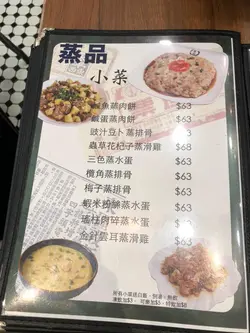 蒸品
小菜
鹹魚蒸肉餅 $63
鹹蛋蒸肉餅 $63
豉汁豆卜蒸排骨 3
蟲草花杞子蒸滑雞 $68
三色蒸水蛋 $63
欖角蒸排骨 $63
梅子蒸排骨 $63
蝦米粉絲蒸水蛋 $63
瑤柱肉碎蒸水蛋 $63
金針雲耳蒸滑雞 $63